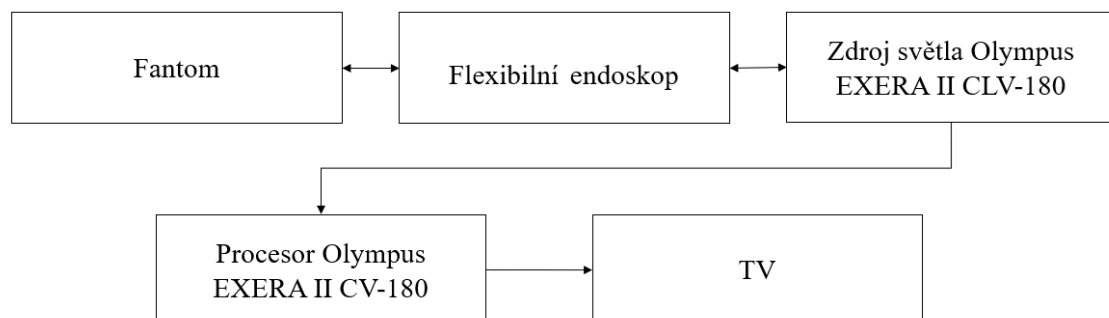 Fantom
Flexibilní endoskop
Zdroj světla Olympus
EXERA II CLV-180
Procesor Olympus
EXERA II CV-180
TV